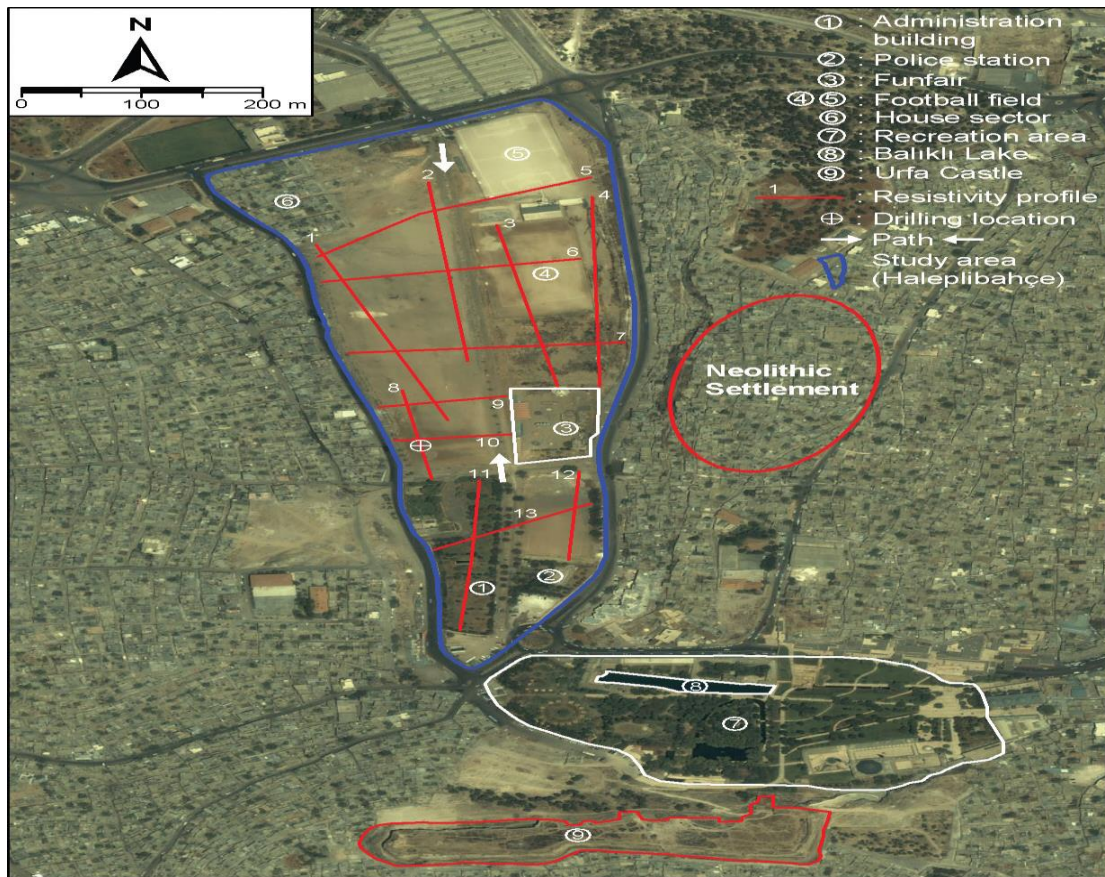 N
0 100 200 m
① : Administration
building
② : Police station
③ : Funfair
④ ⑤ : Football field
⑥ : House sector
⑦ : Recreation area
⑧ : Balıklı Lake
⑨ : Urfa Castle
1
: Resistivity profile
⊕ : Drilling location
: Path
: Study area
(Haleplibahçe)
⑤
2
5
4
⑥
3
1
6
④
7
Neolithic
Settlement
8
9
③
10
11
12
13
②
①
⑧
⑦
⑨